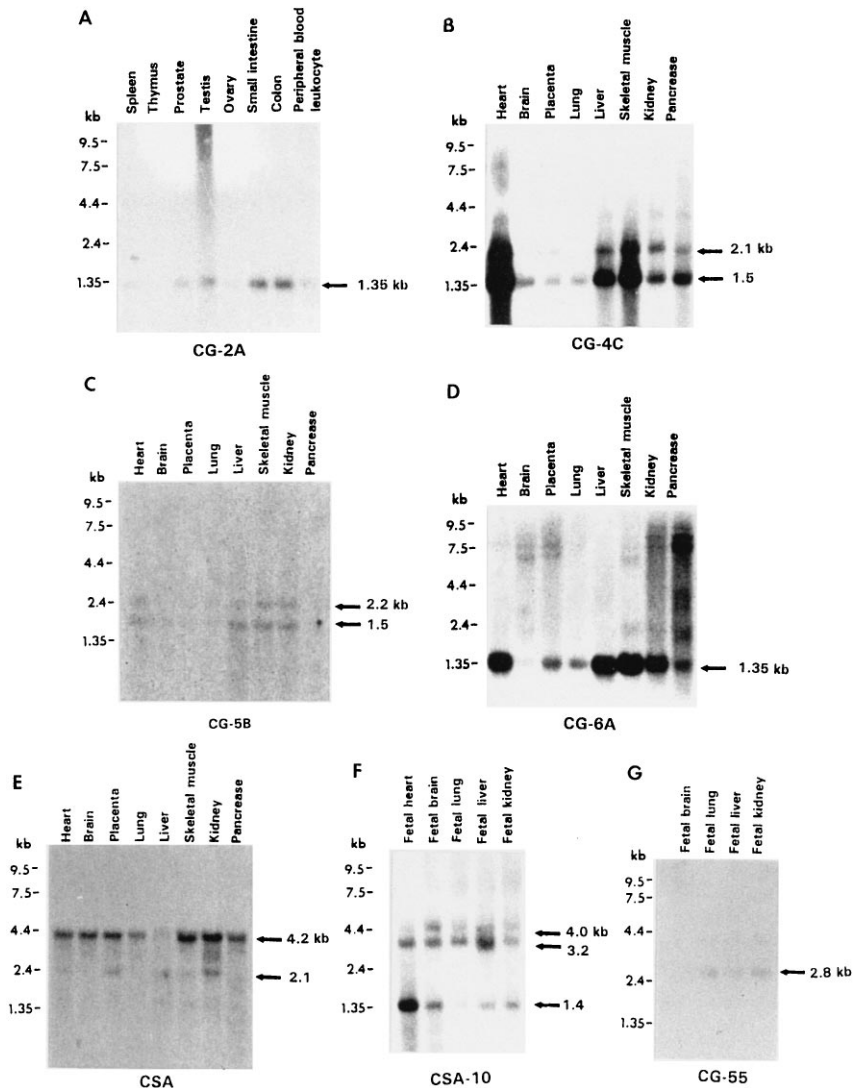 A
Spleen
Thymus
Prostate
Testis
Ovary
Small intestine
Colon
Peripheral blood
leukocyte
kb
9.5-
7.5-
4.4-
2.4-
1.35-
1.35 kb
CG-2A
B
Heart
Brain
Placenta
Lung
Liver
Skeletal muscle
Kidney
Pancrease
kb
9.5-
7.5-
4.4-
2.4-
1.35-
2.1 kb
1.5
CG-4C
C
Heart
Brain
Placenta
Lung
Liver
Skeletal muscle
Kidney
Pancrease
kb
9.5-
7.5-
4.4-
2.4-
1.35-
2.2 kb
1.5
CG-5B
D
Heart
Brain
Placenta
Lung
Liver
Skeletal muscle
Kidney
Pancrease
kb
9.5-
7.5-
4.4-
2.4-
1.35-
1.35 kb
CG-6A
E
Heart
Brain
Placenta
Lung
Liver
Skeletal muscle
Kidney
Pancrease
kb
9.5-
7.5-
4.4-
2.4-
1.35-
4.2 kb
2.1
CSA
F
Fetal heart
Fetal brain
Fetal lung
Fetal liver
Fetal kidney
kb
9.5-
7.5-
4.4-
2.4-
1.35-
4.0 kb
3.2
1.4
CSA-10
G
Fetal brain
Fetal lung
Fetal liver
Fetal kidney
kb
9.5-
7.5-
4.4-
2.4-
1.35-
2.8 kb
CG-55